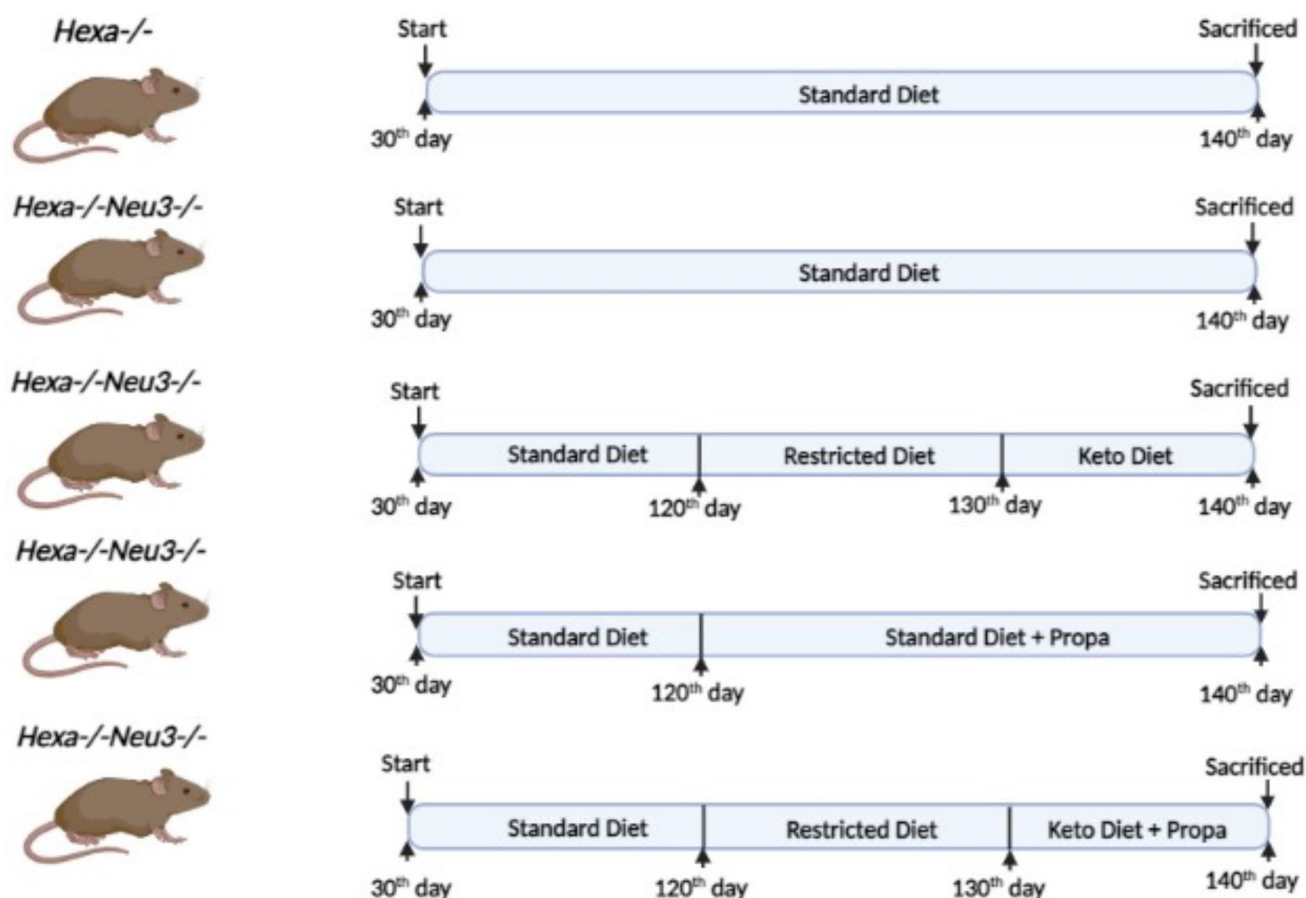 Hexa-/-
Start
Sacrificed
Standard Diet
30th day
140th day
Hexa-/-Neu3-/-
Start
Sacrificed
Standard Diet
30th day
140th day
Hexa-/-Neu3-/-
Start
Sacrificed
Standard Diet
Restricted Diet
Keto Diet
30th day
120th day
130th day
140th day
Hexa-/-Neu3-/-
Start
Sacrificed
Standard Diet
Standard Diet + Propa
30th day
120th day
140th day
Hexa-/-Neu3-/-
Start
Sacrificed
Standard Diet
Restricted Diet
Keto Diet + Propa
30th day
120th day
130th day
140th day